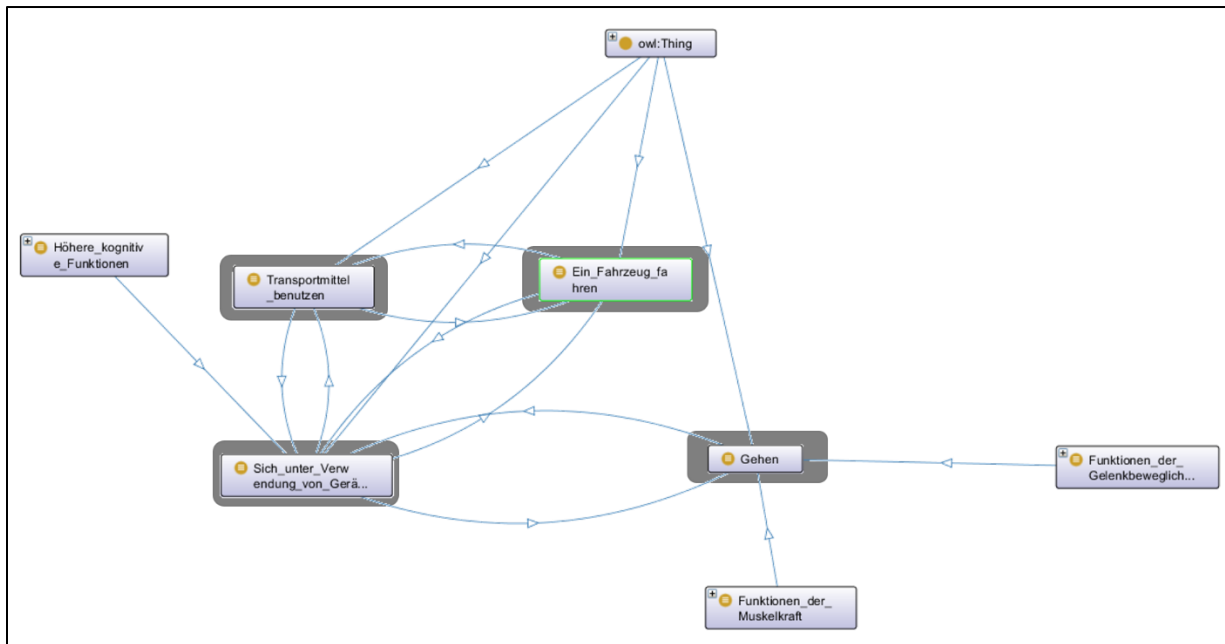 owl:Thing
Höhere_kognitiv
e_Funktionen
Transportmittel
_benutzen
Ein_Fahrzeug_fa
hren
Sich_unter_Verw
endung_von_Gerä...
Gehen
Funktionen_der_
Gelenkbeweglich...
Funktionen_der_
Muskelkraft